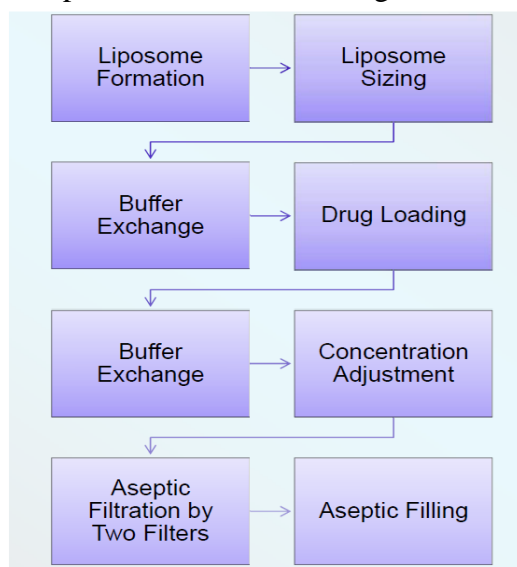 Liposome
Formation
Liposome
Sizing
Buffer
Exchange
Drug Loading
Buffer
Exchange
Concentration
Adjustment
Aseptic
Filtration by
Two Filters
Aseptic Filling